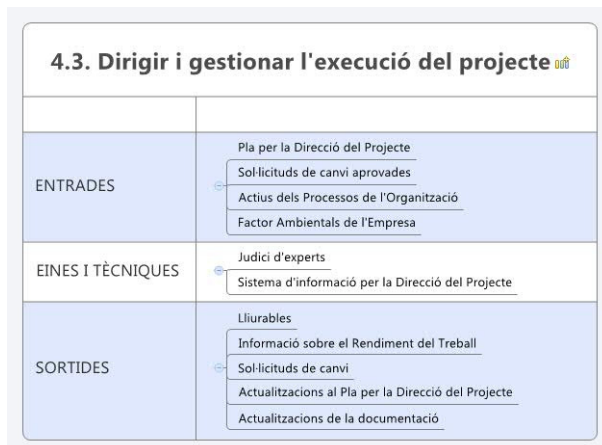 4.3. Dirigir i gestionar l'execució del projecte
Pla per la Direcció del Projecte
Sol·licituds de canvi aprovades
ENTRADES
Actius dels Processos de l'Organització
Factor Ambientals de l'Empresa
Judici d'experts
EINES I TÈCNIQUES
Sistema d'informació per la Direcció del Projecte
Lliurables
Informació sobre el Rendiment del Treball
SORTIDES
Sol·licituds de canvi
Actualitzacions al Pla per la Direcció del Projecte
Actualitzacions de la documentació